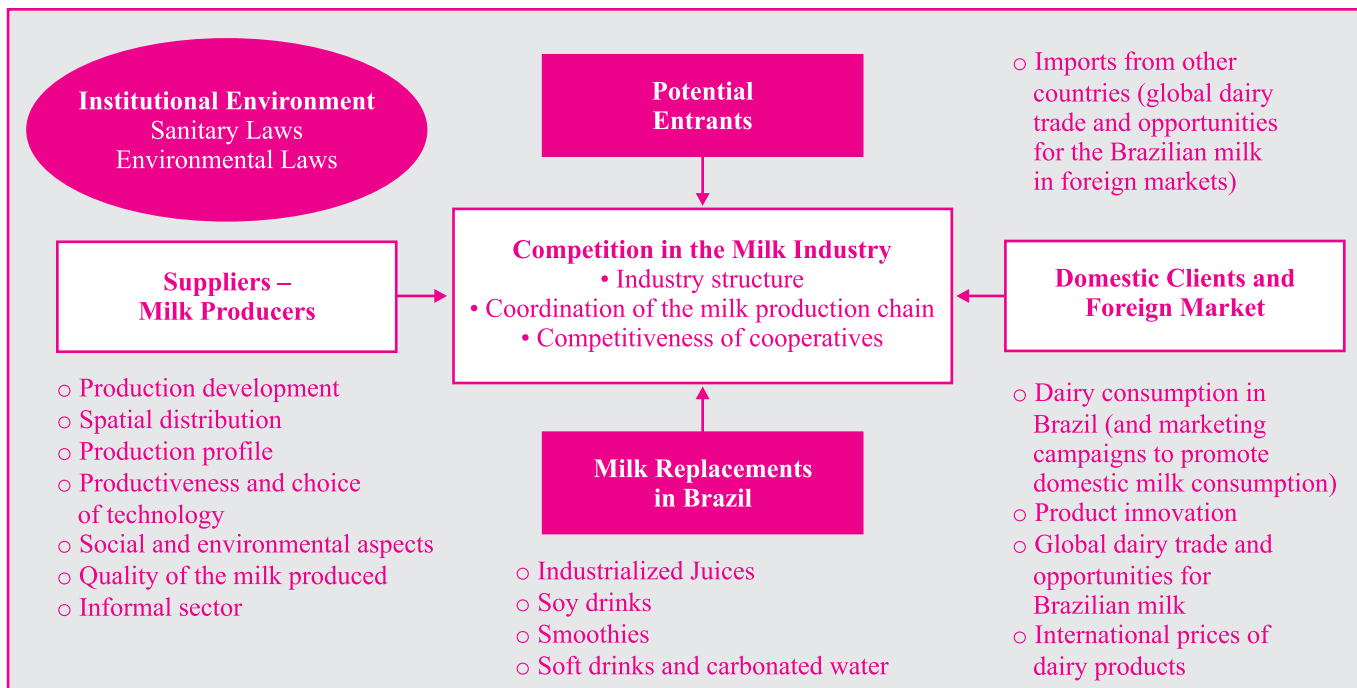 Institutional Environment
Sanitary Laws
Environmental Laws
Potential
Entrants
o Imports from other
countries (global dairy
trade and opportunities
for the Brazilian milk
in foreign markets)
Suppliers –
Milk Producers
Competition in the Milk Industry
• Industry structure
• Coordination of the milk production chain
• Competitiveness of cooperatives
Domestic Clients and
Foreign Market
o Production development
o Spatial distribution
o Production profile
o Productiveness and choice
of technology
o Social and environmental aspects
o Quality of the milk produced
o Informal sector
Milk Replacements
in Brazil
o Industrialized Juices
o Soy drinks
o Smoothies
o Soft drinks and carbonated water
o Dairy consumption in
Brazil (and marketing
campaigns to promote
domestic milk consumption)
o Product innovation
o Global dairy trade and
opportunities for
Brazilian milk
o International prices of
dairy products